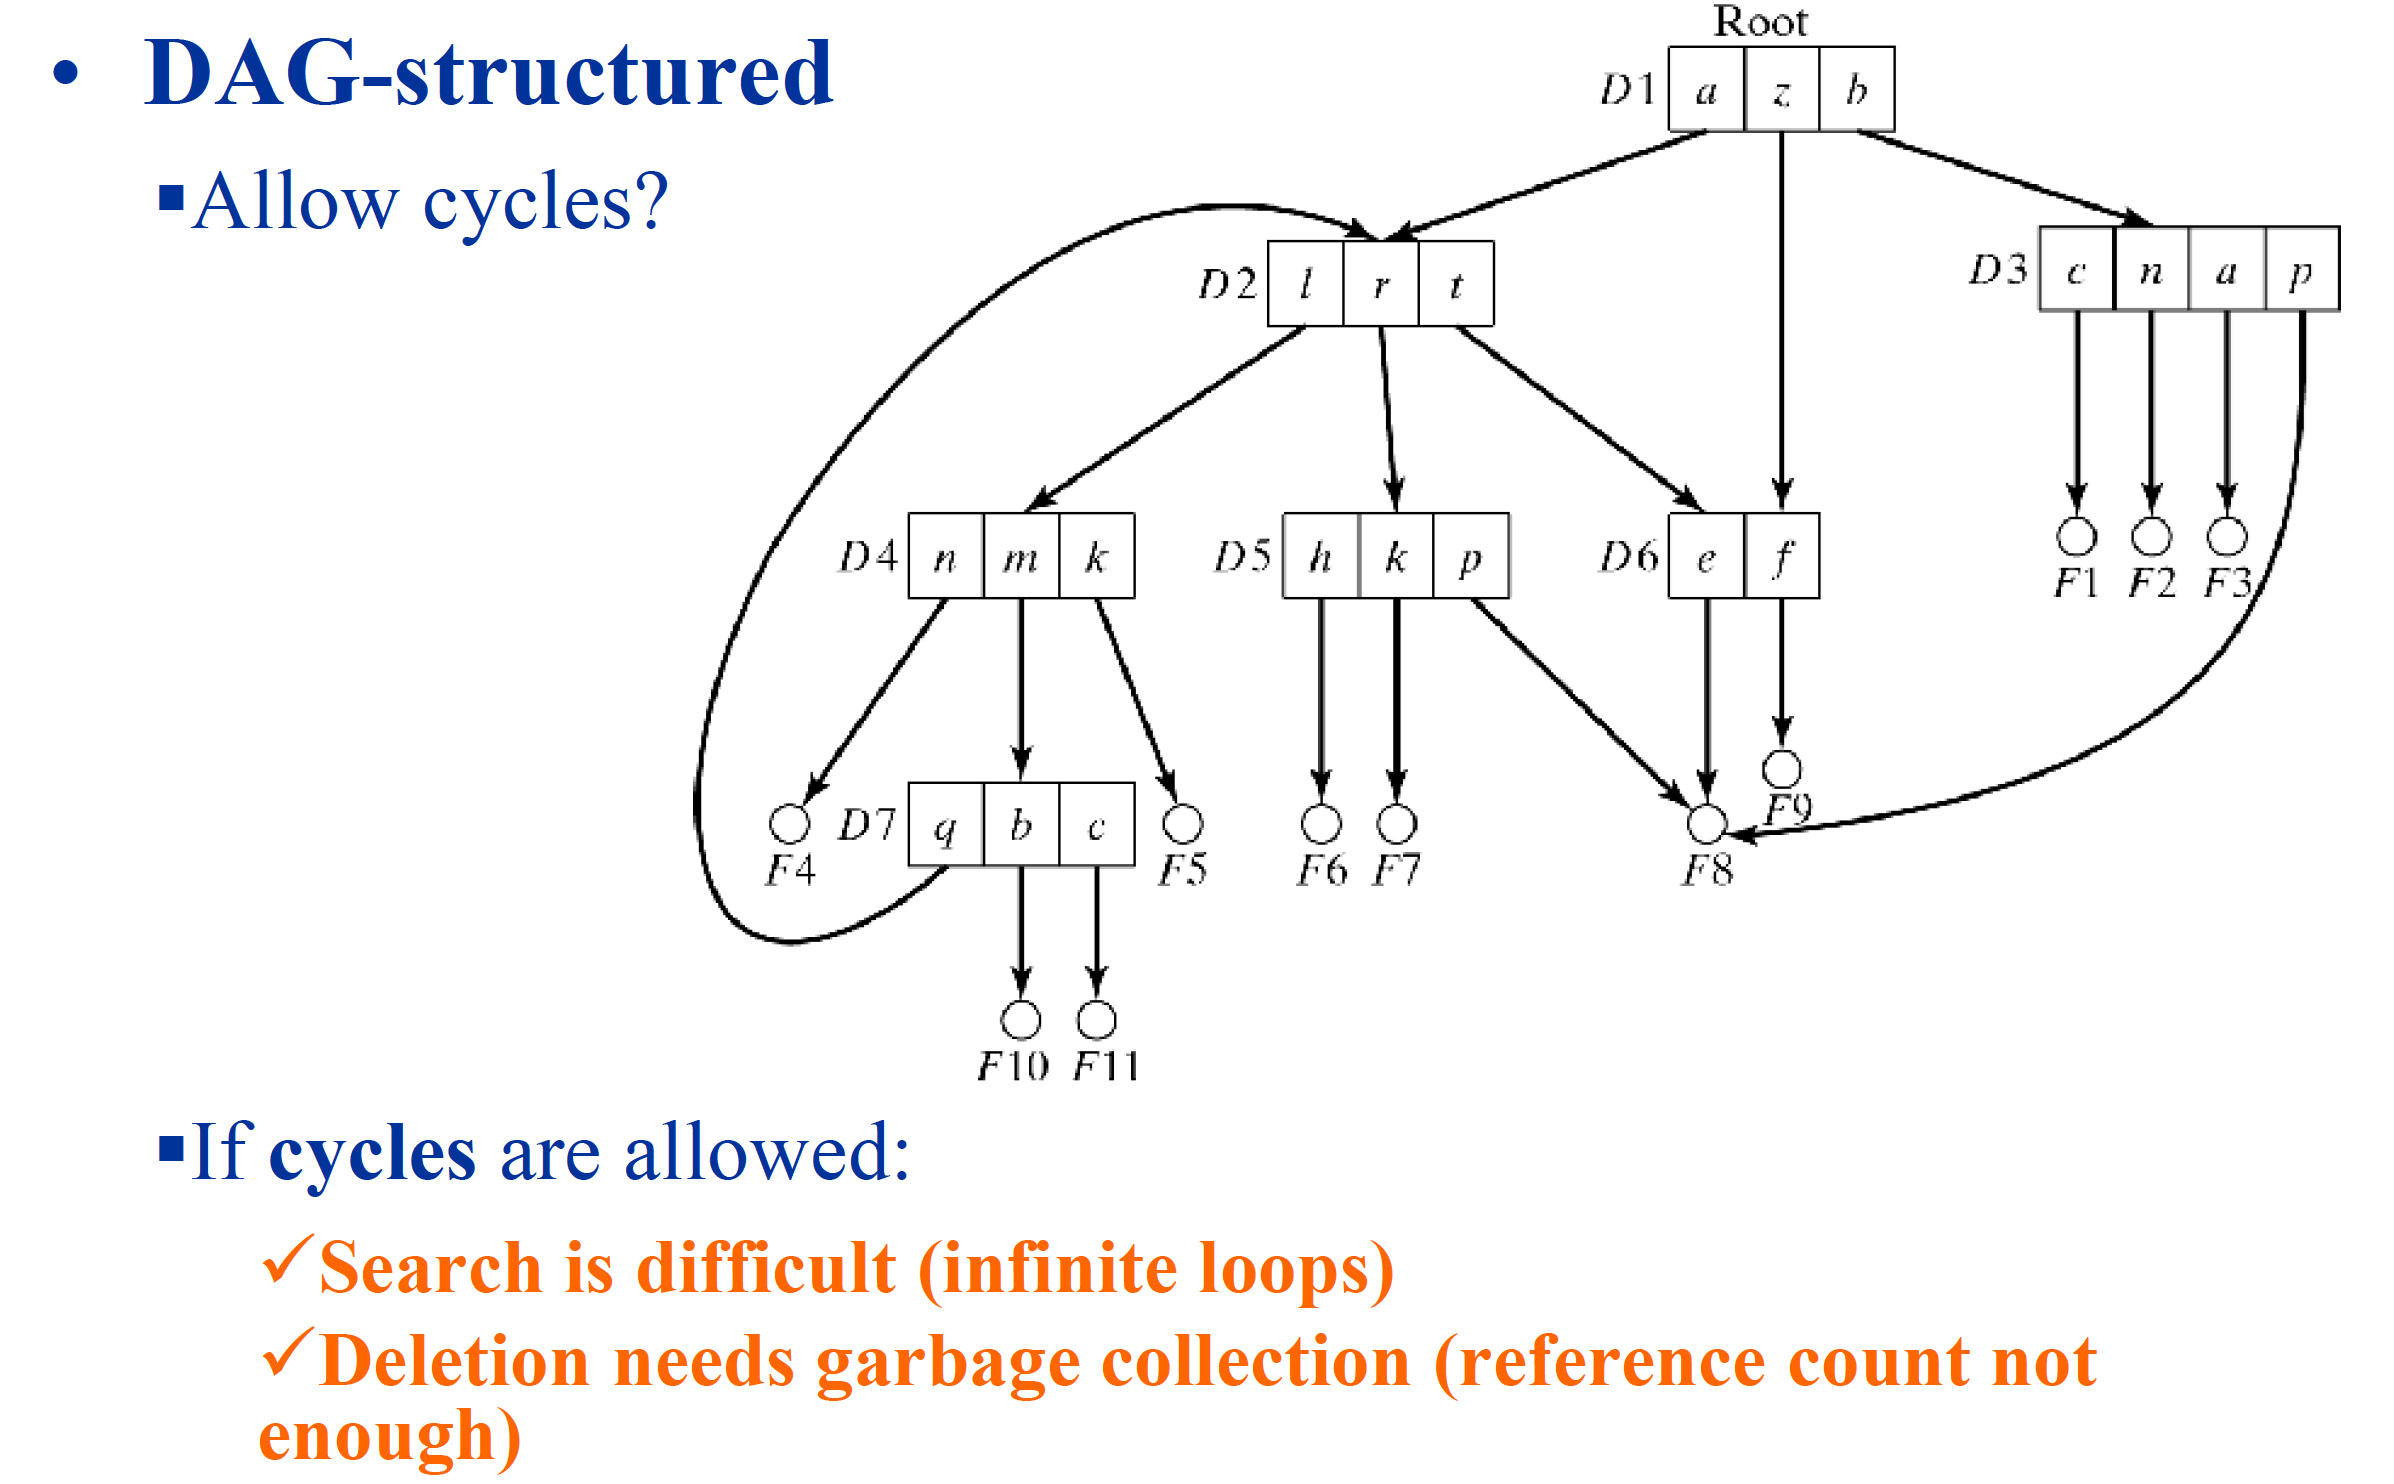 • DAG-structured
▪Allow cycles?
Root
D1 a z b
D2 l r t
D3 c n a p
D4 n m k
D5 h k p
D6 e f
F1 F2 F3
D7 q b c
F9
F4 F5 F6 F7 F8
F10 F11
▪If cycles are allowed:
✓Search is difficult (infinite loops)
✓Deletion needs garbage collection (reference count not
enough)